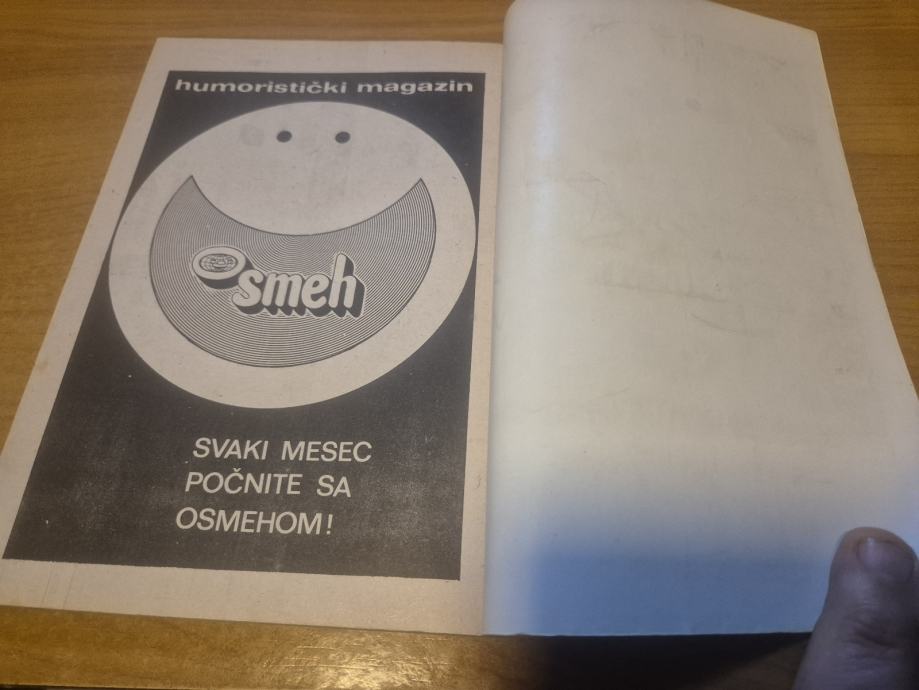 humoristički magazin
Osmeh
SVAKI MESEC
POČNITE SA
OSMEHOM!